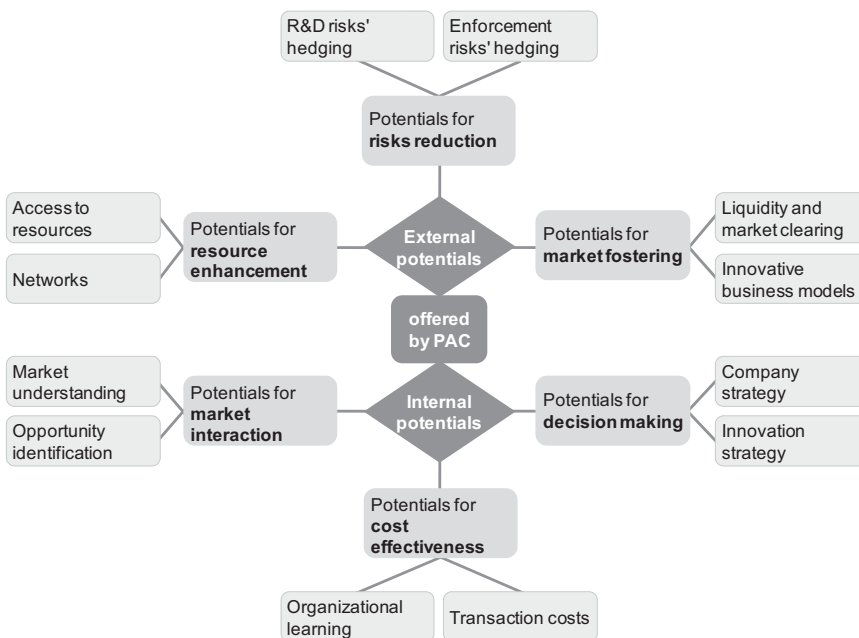 R&D risks'
hedging
Enforcement
risks' hedging
Potentials for
risks reduction
Access to
resources
Networks
Potentials for
resource
enhancement
External
potentials
Potentials for
market fostering
Liquidity and
market clearing
Innovative
business models
offered
by PAC
Market
understanding
Opportunity
identification
Potentials for
market
interaction
Internal
potentials
Potentials for
decision making
Company
strategy
Innovation
strategy
Potentials for
cost
effectiveness
Organizational
learning
Transaction costs